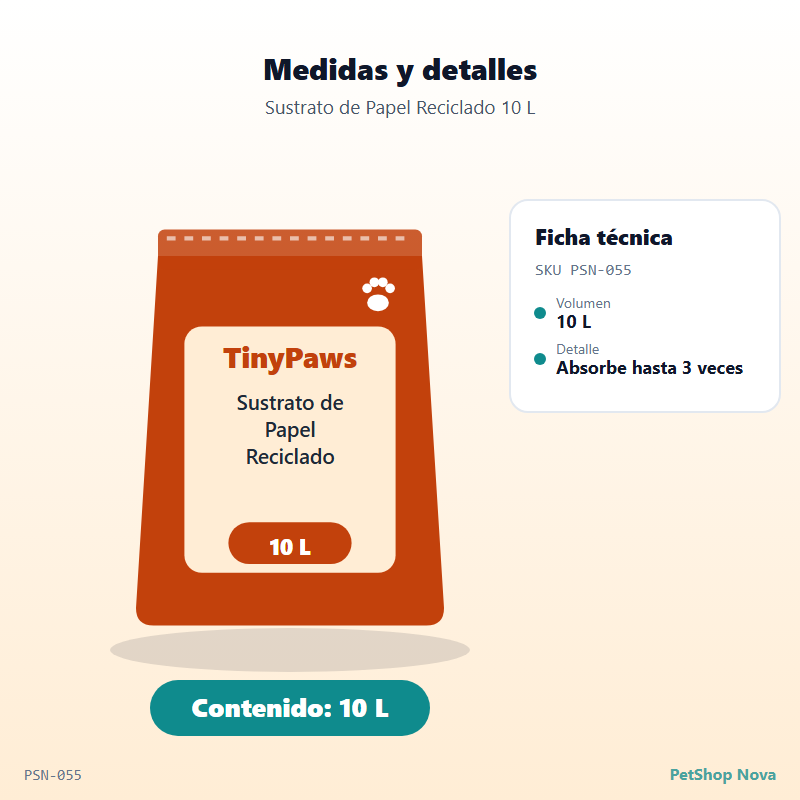 Medidas y detalles
Sustrato de Papel Reciclado 10 L
TinyPaws
Sustrato de
Papel
Reciclado
10 L
Ficha técnica
SKU PSN-055
Volumen
10 L
Detalle
Absorbe hasta 3 veces
Contenido: 10 L
PSN-055
PetShop Nova